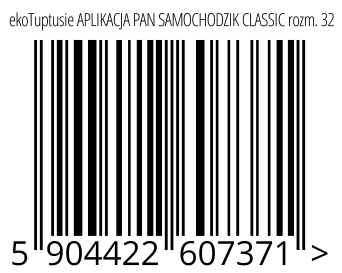 ekoTuptusie APLIKACJA PAN SAMOCHODZIK CLASSIC rozm. 32
5 904422 607371 >